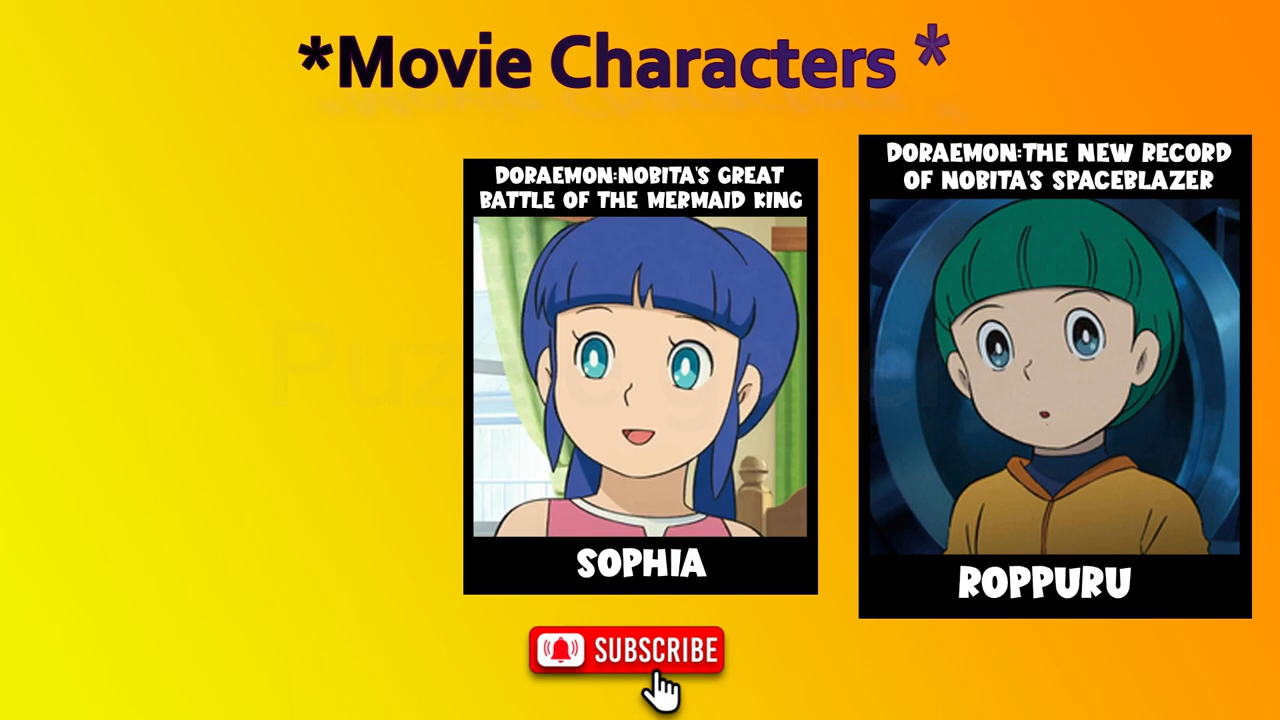 *Movie Characters *
DORAEMON:NOBITA'S GREAT
BATTLE OF THE MERMAID KING
SOPHIA
DORAEMON:THE NEW RECORD
OF NOBITA'S SPACEBLAZER
ROPPURU
SUBSCRIBE